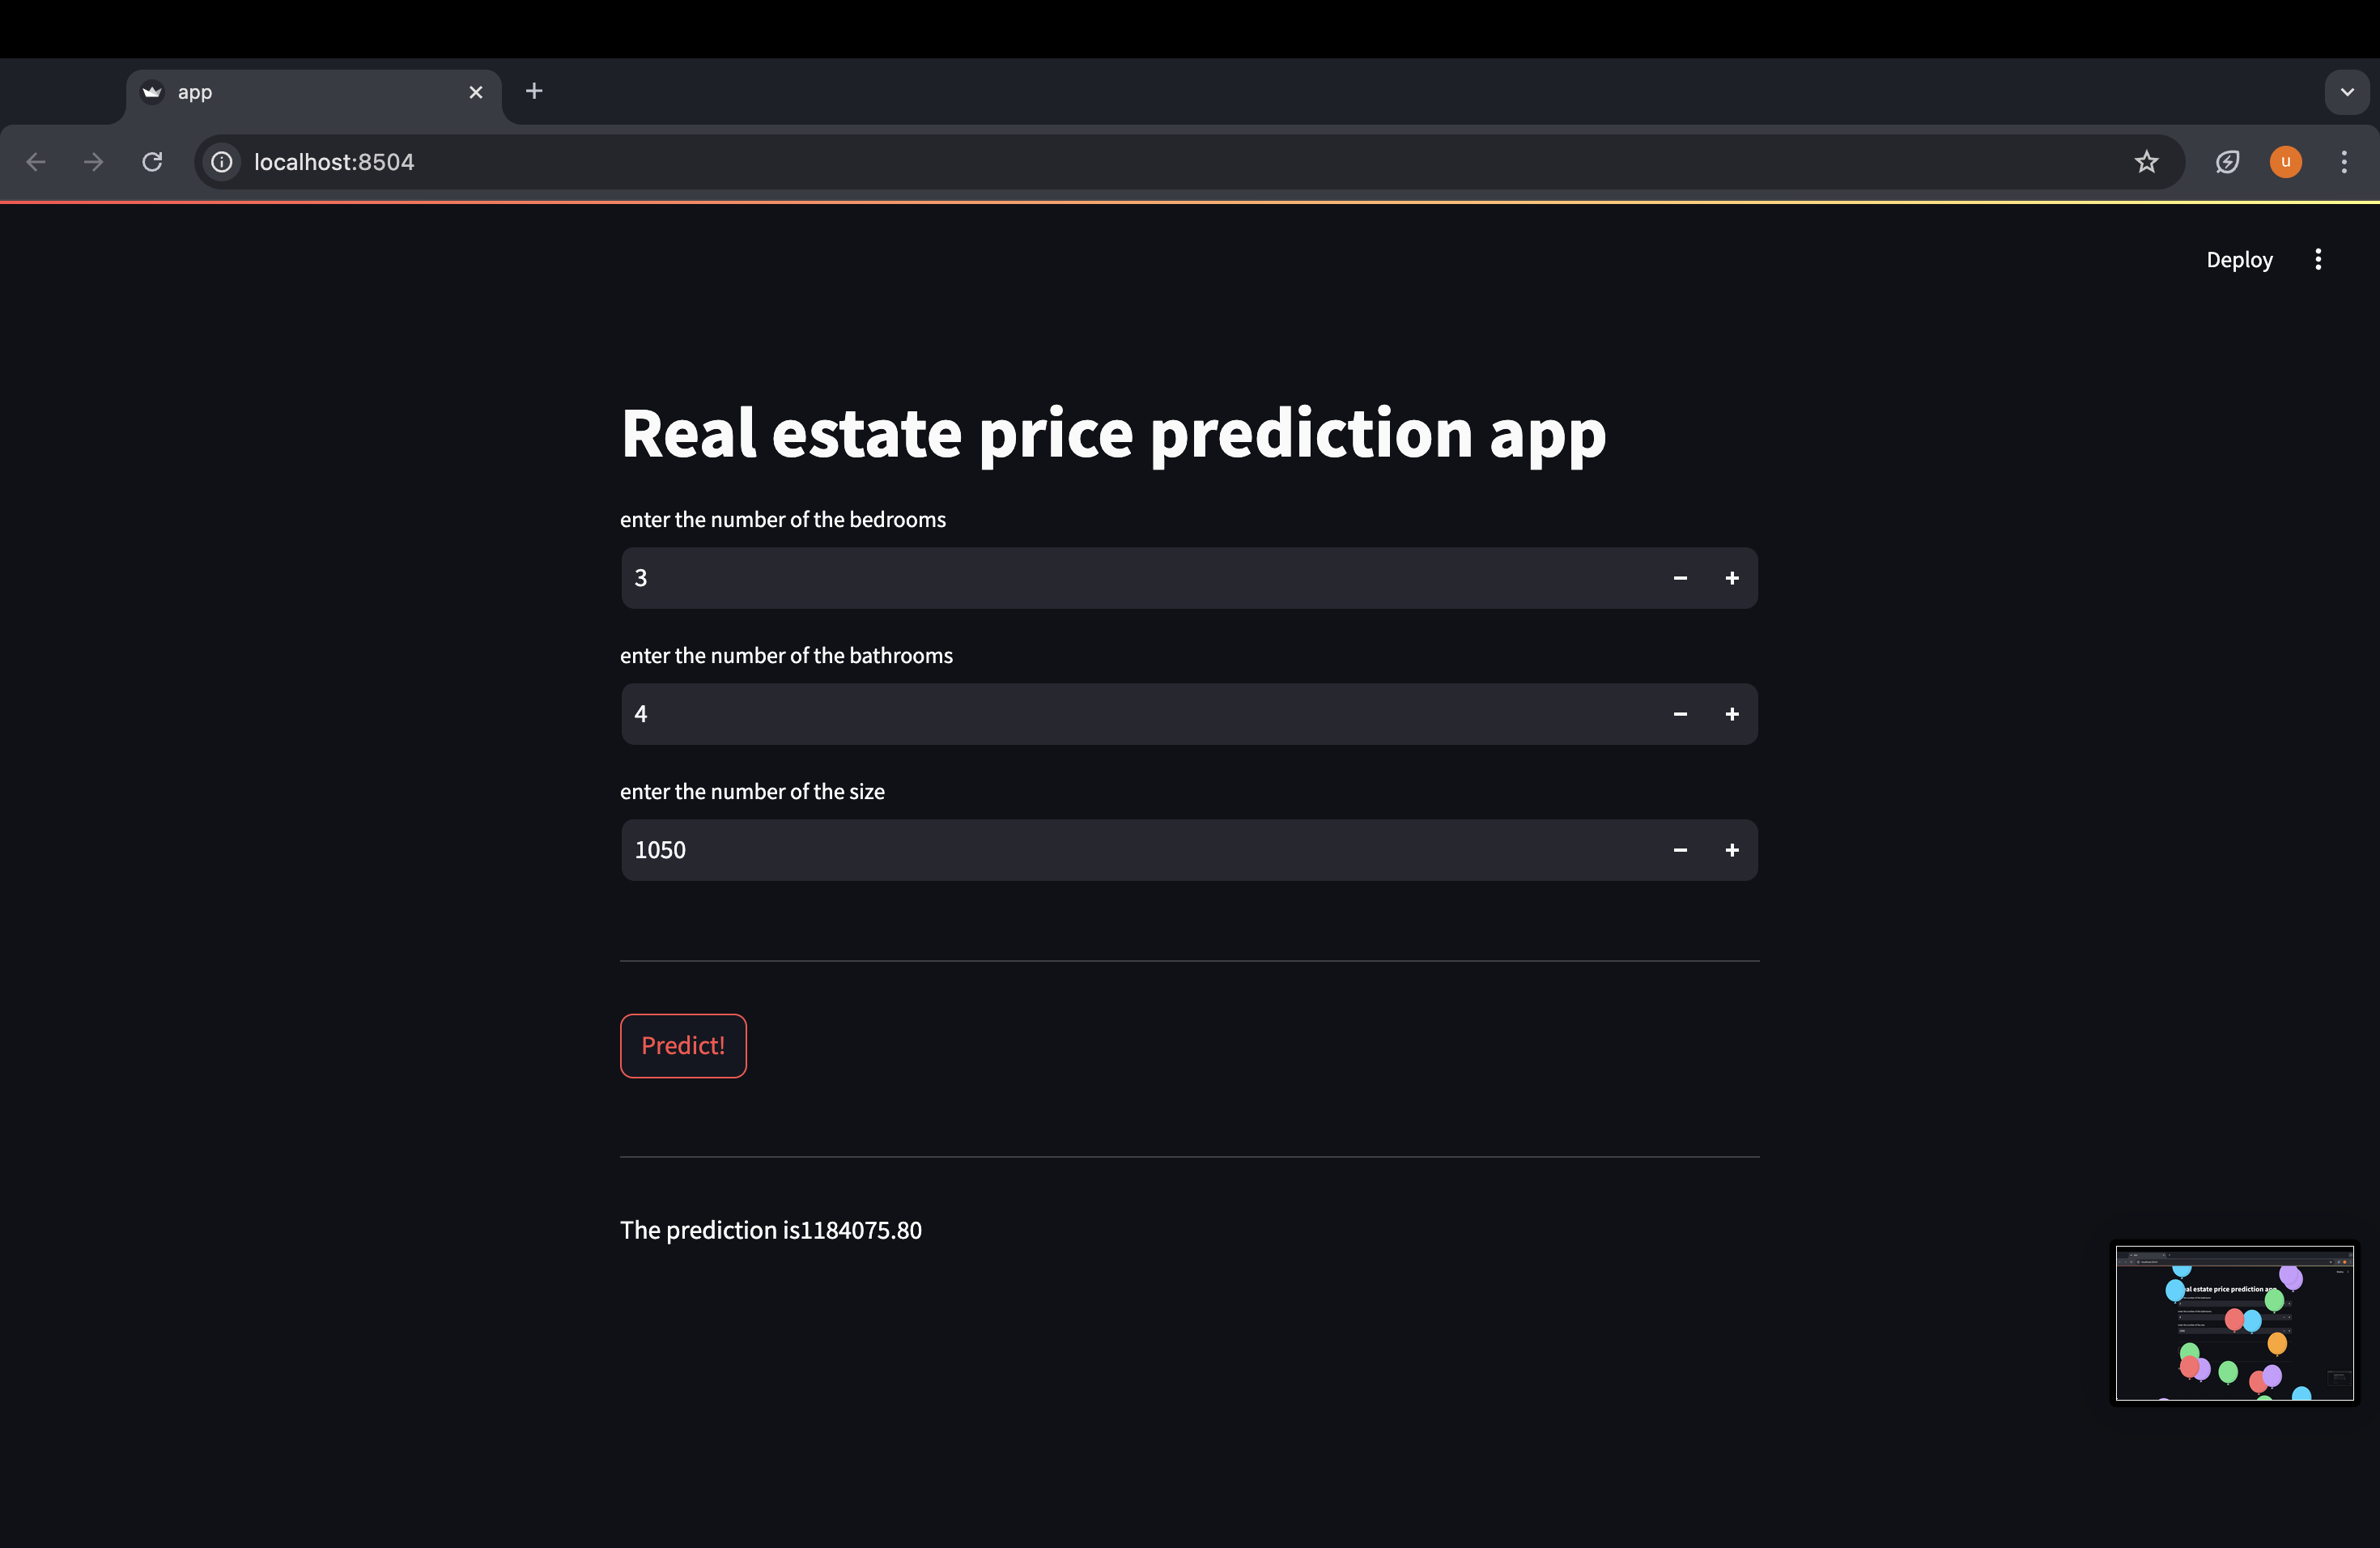 app
localhost:8504
u
Deploy
Real estate price prediction app
enter the number of the bedrooms
3
enter the number of the bathrooms
4
enter the number of the size
1050
Predict!
The prediction is1184075.80